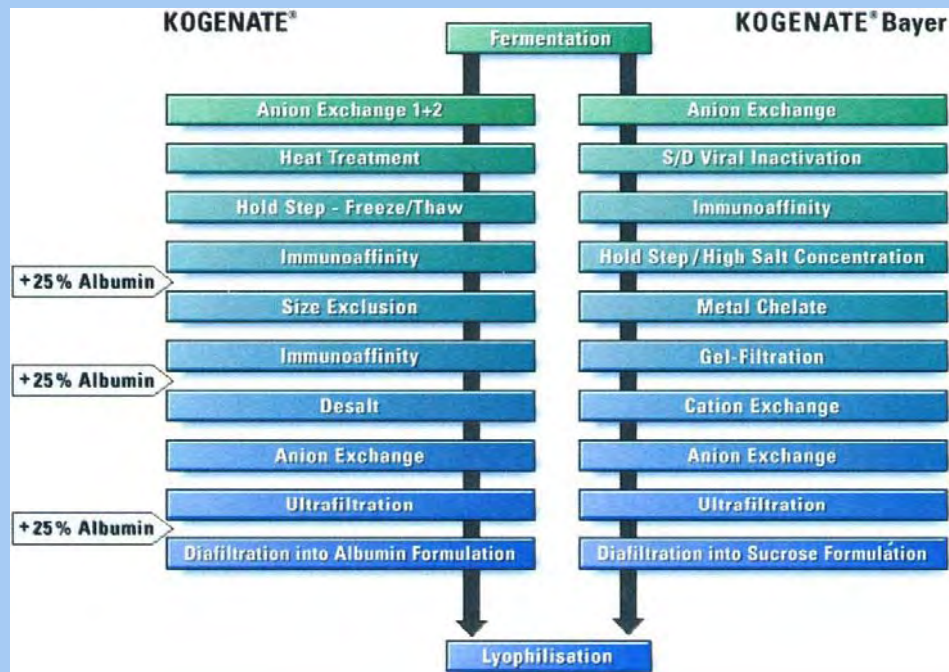 KOGENATE®
KOGENATE® Bayer
Fermentation
Anion Exchange 1+2
Anion Exchange
Heat Treatment
S/D Viral Inactivation
Hold Step - Freeze/Thaw
Immunoaffinity
Immunoaffinity
Hold Step/High Salt Concentration
+25% Albumin
Size Exclusion
Metal Chelate
Immunoaffinity
Gel-Filtration
+25% Albumin
Desalt
Cation Exchange
Anion Exchange
Anion Exchange
Ultrafiltration
Ultrafiltration
+25% Albumin
Diafiltration into Albumin Formulation
Diafiltration into Sucrose Formulation
Lyophilisation